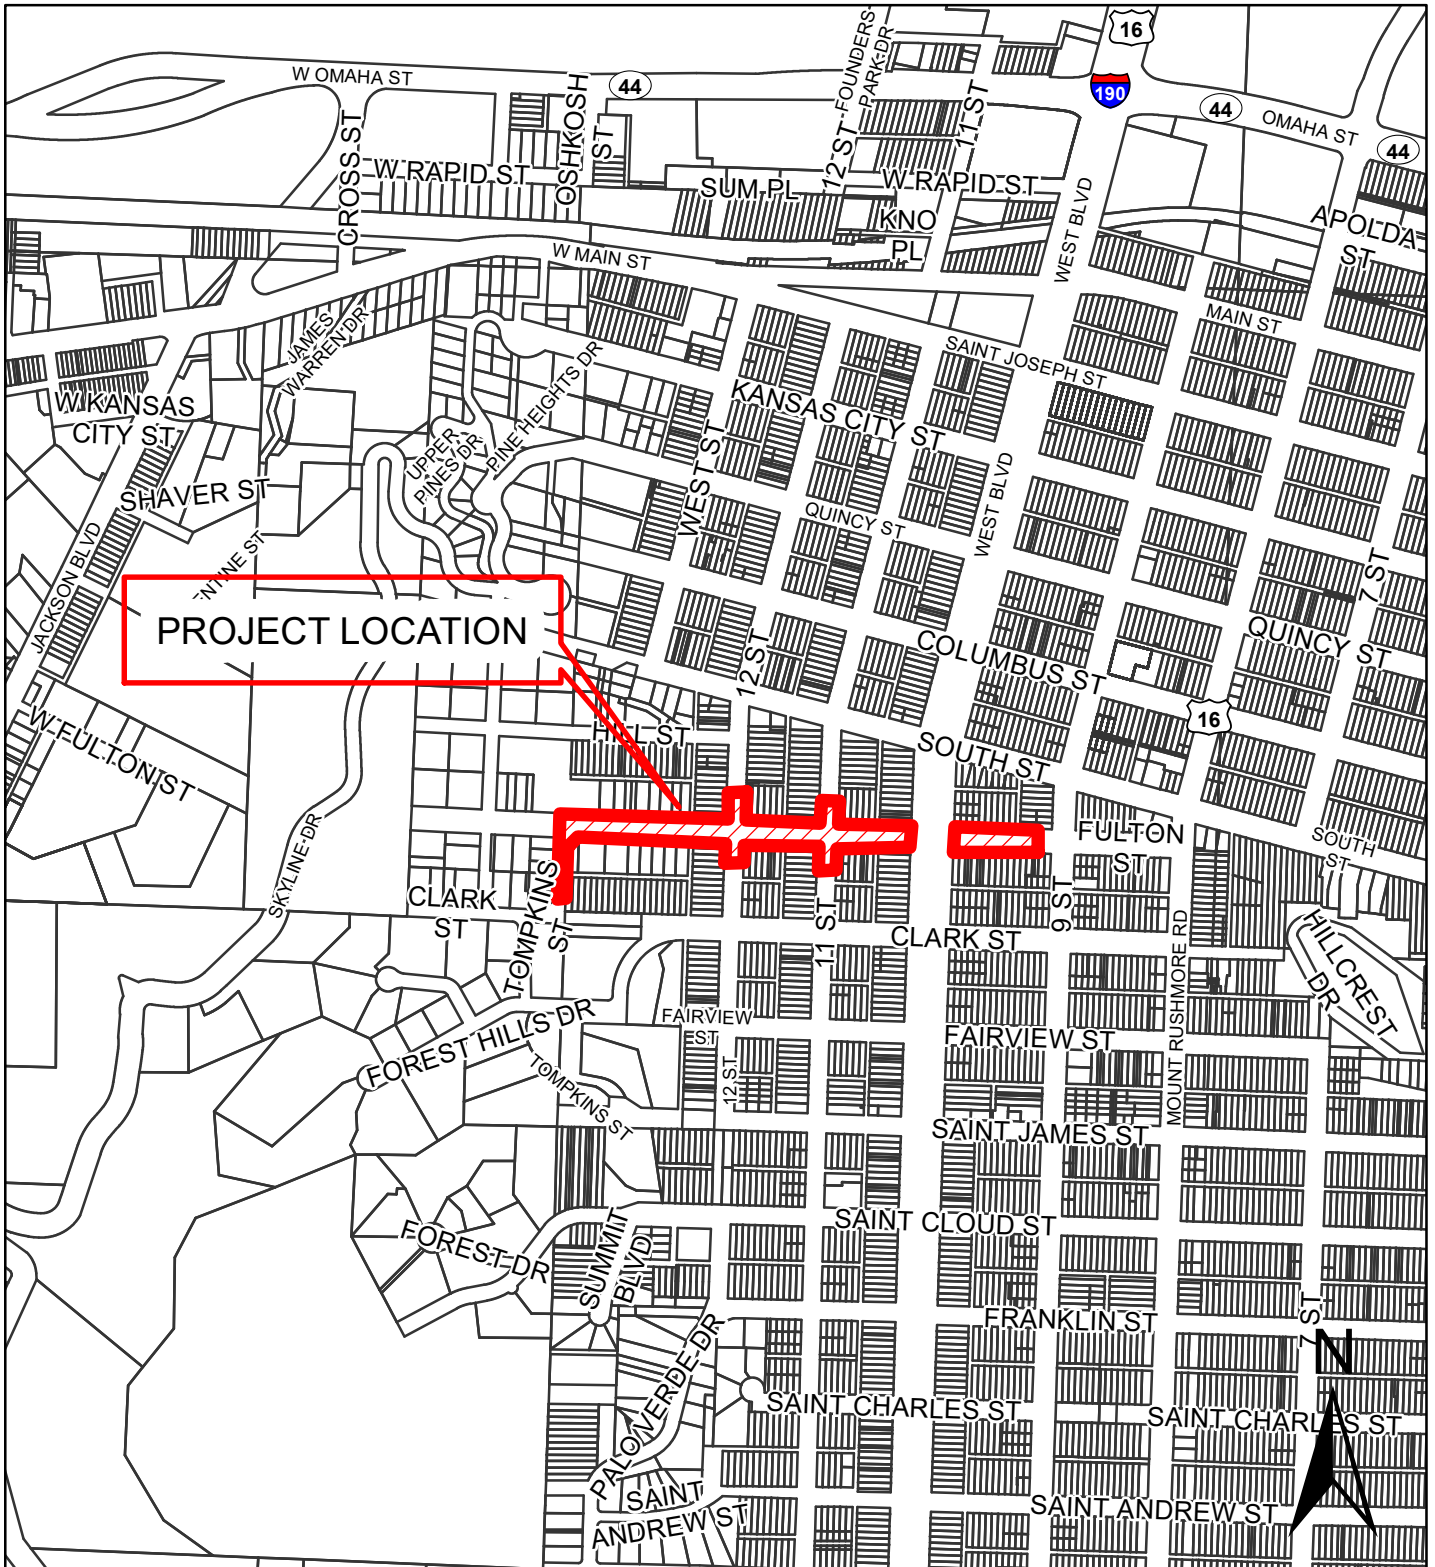 16
W OMAHA ST
44
FOUNDERS
PARK DR
190
44
OMAHA ST
44
CROSS ST
OSHKOSH
ST
12 ST
11 ST
W RAPID ST
SUM PL
W RAPID ST
KNO
PL
WEST BLVD
APOLDA
ST
W MAIN ST
MAIN ST
JAMES
WARREN DR
SAINT JOSEPH ST
W KANSAS
CITY ST
UPPER
PINES DR
PINE HEIGHTS DR
KANSAS CITY ST
WEST ST
SHAVER ST
QUINCY ST
WEST BLVD
JACKSON BLVD
ENTINE ST
7 ST
PROJECT LOCATION
12 ST
COLUMBUS ST
QUINCY ST
16
W FULTON ST
HILL ST
SOUTH ST
SKYLINE DR
FULTON
ST
SOUTH
ST
CLARK
ST
TOMPKINS
ST
11 ST
9 ST
CLARK ST
MOUNT RUSHMORE RD
HILLCREST
DR
FOREST HILLS DR
FAIRVIEW
ST
FAIRVIEW ST
TOMPKINS ST
12 ST
SAINT JAMES ST
SAINT CLOUD ST
FOREST DR
SUMMIT
BLVD
FRANKLIN ST
7 ST
N
PALO VERDE DR
SAINT CHARLES ST
SAINT CHARLES ST
SAINT
ANDREW ST
SAINT ANDREW ST